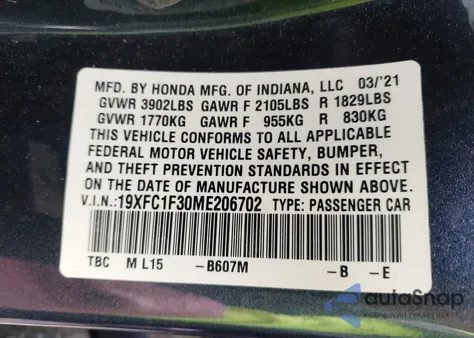 MFD. BY HONDA MFG. OF INDIANA, LLC 03/'21
GVWR 3902LBS GAWR F 2105LBS R 1829LBS
GVWR 1770KG GAWR F 955KG R 830KG
THIS VEHICLE CONFORMS TO ALL APPLICABLE
FEDERAL MOTOR VEHICLE SAFETY, BUMPER,
AND THEFT PREVENTION STANDARDS IN EFFECT
ON THE DATE OF MANUFACTURE SHOWN ABOVE.
V.I.N.: 19XFC1F30ME206702 TYPE: PASSENGER CAR
TBC M L15 -B607M -B -E
autoSnap